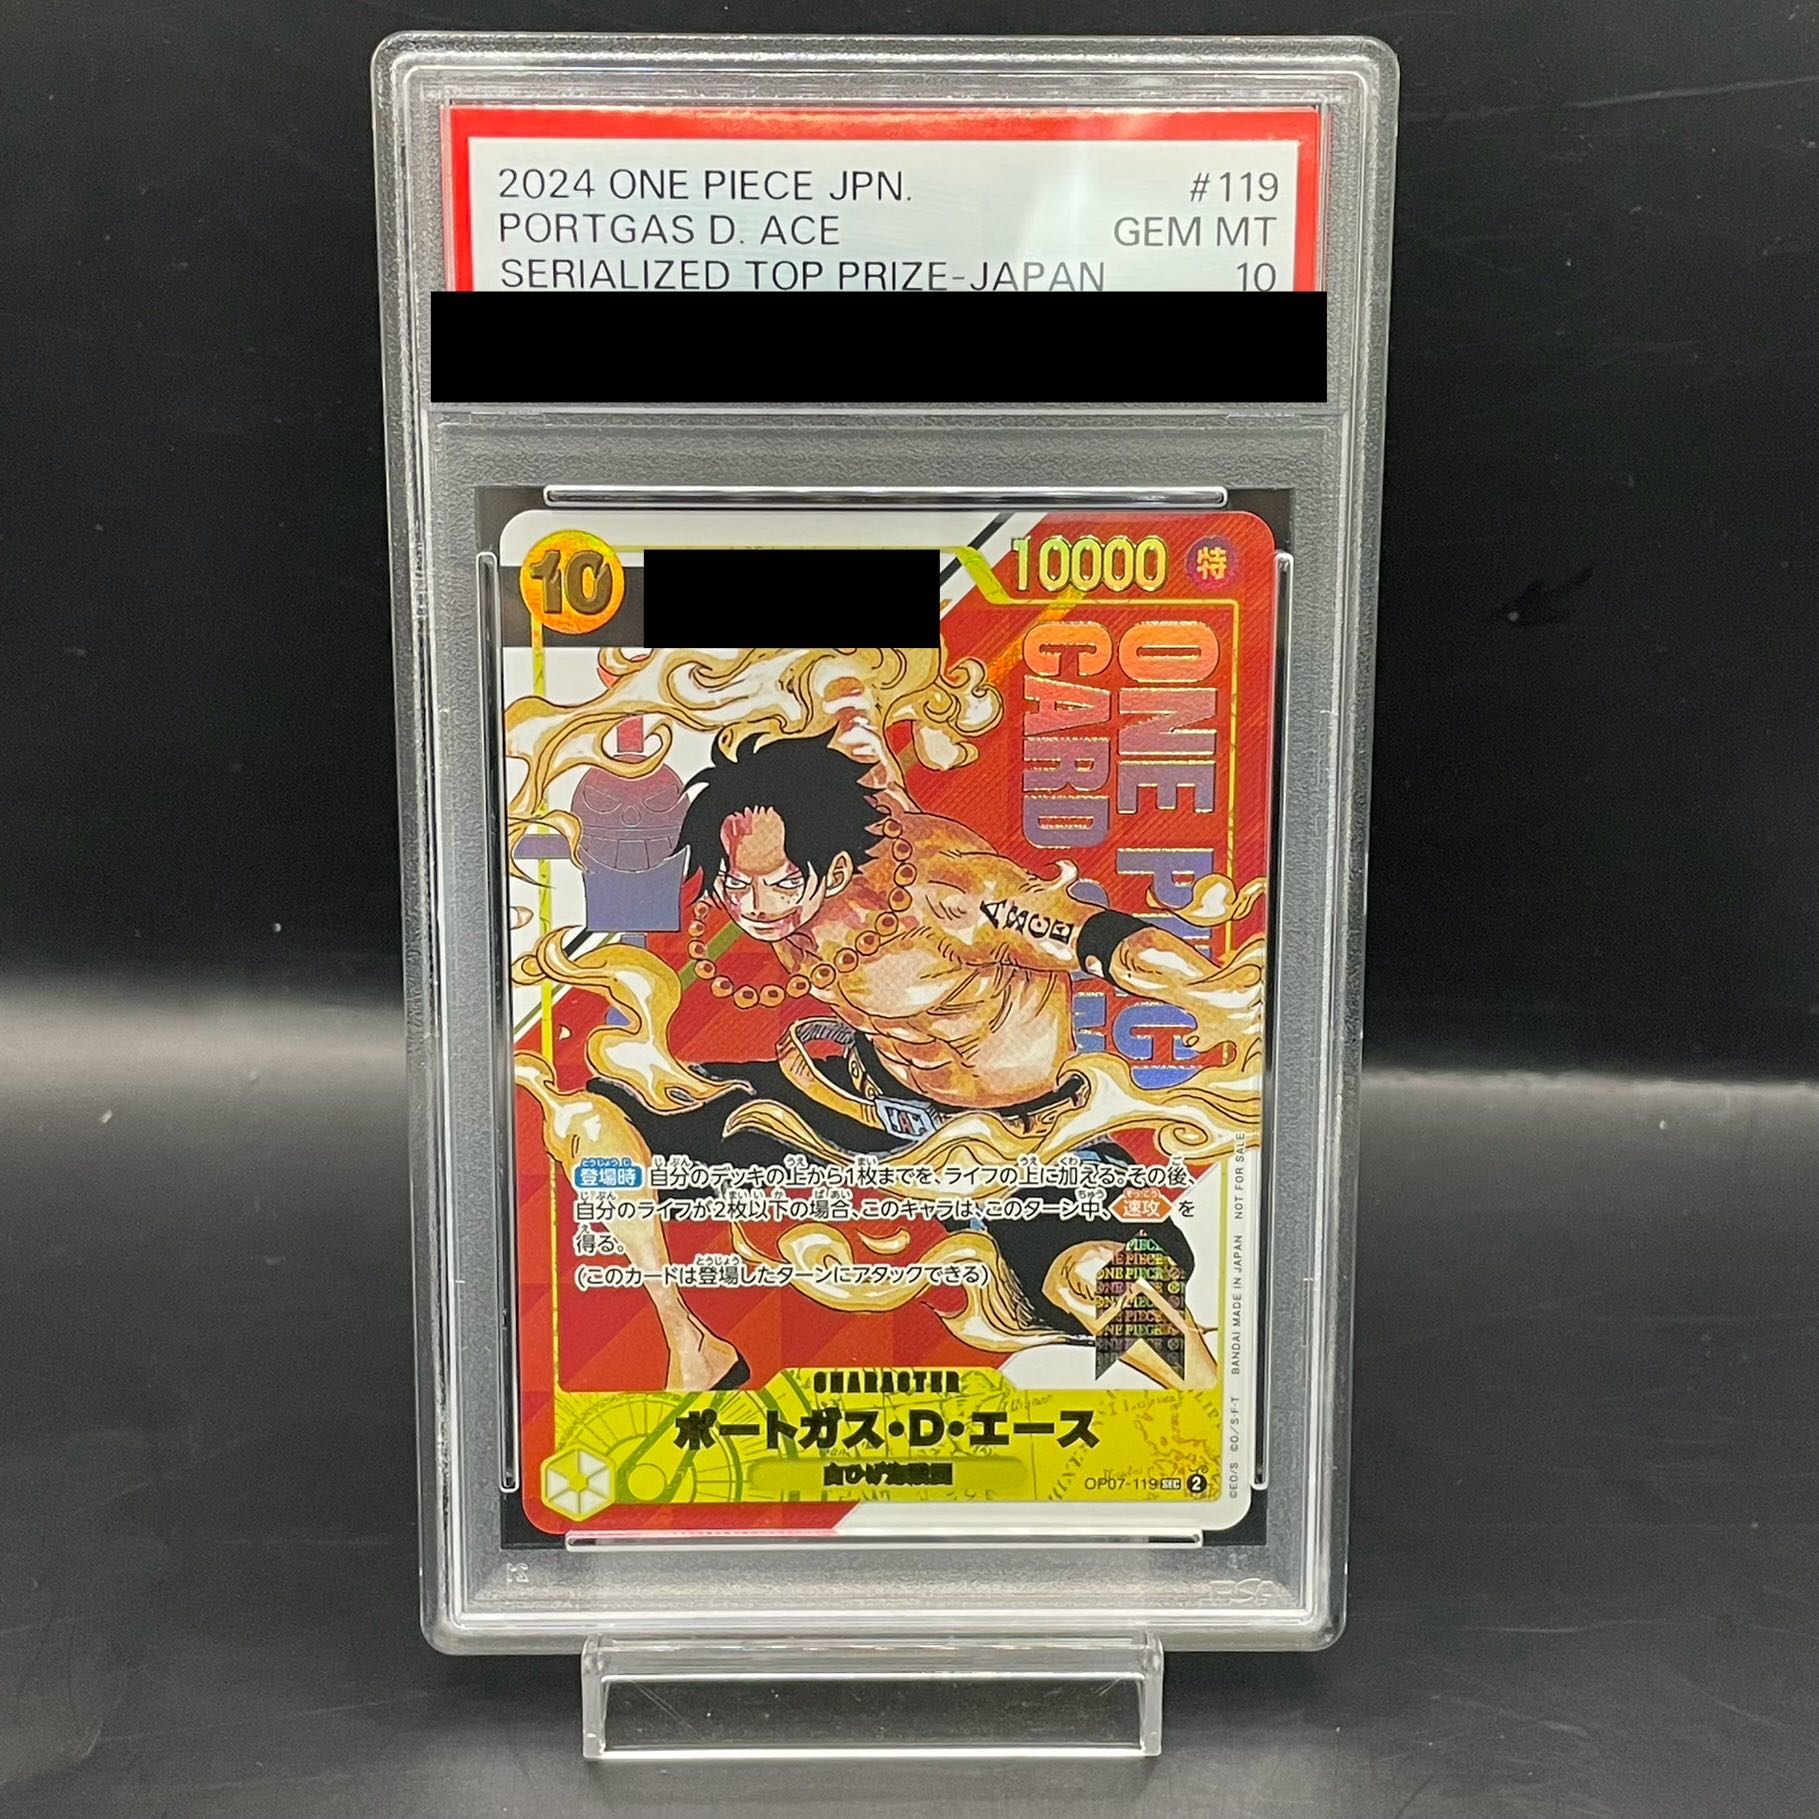 2024 ONE PIECE JPN. #119
PORTGAS D. ACE GEM MT
SERIALIZED TOP PRIZE-JAPAN 10
10
10000 特
ONE PIECE
CARD
ASCE
登場時 自分のデッキの上から1枚までを、ライフの上に加える。その後、
自分のライフが2枚以下の場合、このキャラは、このターン中、速攻を
得る。
(このカードは登場したターンにアタックできる)
CHARACTER
ポートガス・D・エース
白ひげ海賊団
OP07-119 SEC 2
©E.O/S ©O/S·F·T BANDAI MADE IN JAPAN NOT FOR SALE
PSA